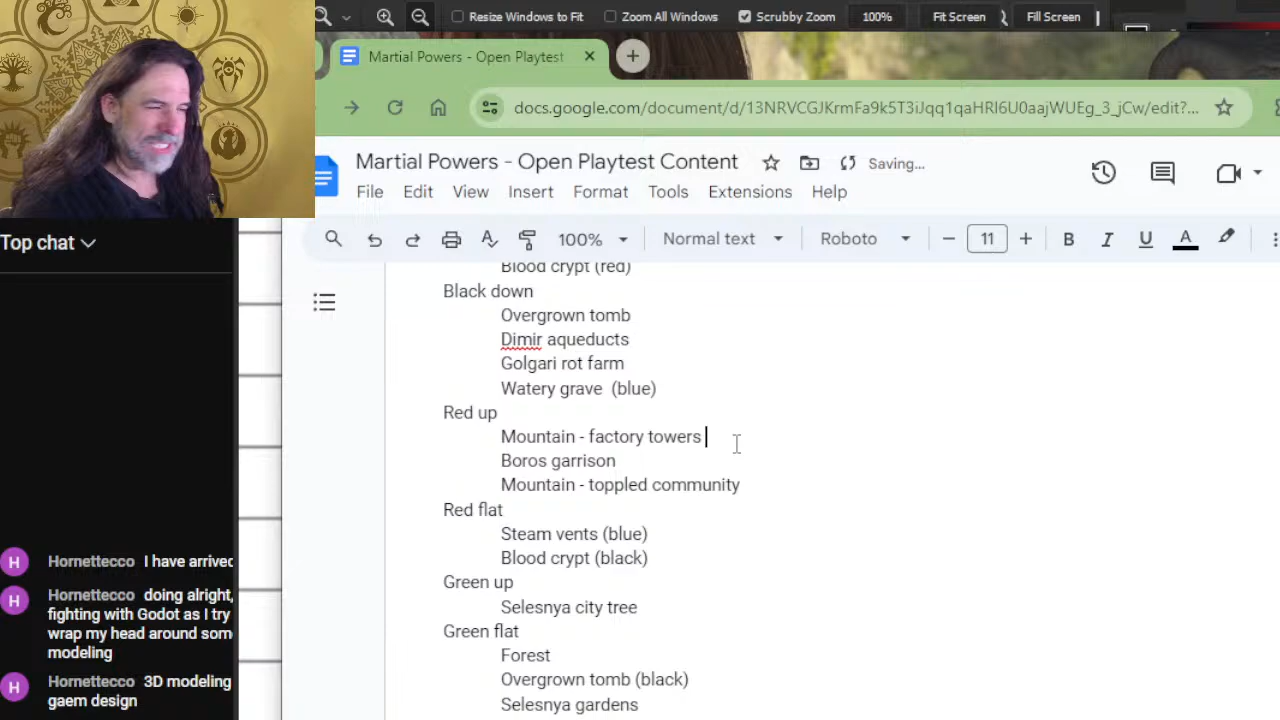 Resize Windows to Fit
Zoom All Windows
Scrubby Zoom
100%
Fit Screen
Fill Screen
Martial Powers - Open Playtest
docs.google.com/document/d/13NRVCGJKrmFa9k5T3iJqq1qaHRI6U0aajWUEg_3_jCw/edit?...
Martial Powers - Open Playtest Content
Saving...
File Edit View Insert Format Tools Extensions Help
100% Normal text Roboto 11 B I U A
Top chat
Blood crypt (red)
Black down
Overgrown tomb
Dimir aqueducts
Golgari rot farm
Watery grave (blue)
Red up
Mountain - factory towers
Boros garrison
Mountain - toppled community
Red flat
Steam vents (blue)
Blood crypt (black)
Green up
Selesnya city tree
Green flat
Forest
Overgrown tomb (black)
Selesnya gardens
H Hornettecco I have arrived
H Hornettecco doing alright,
fighting with Godot as I try
wrap my head around som
modeling
H Hornettecco 3D modeling
gaem design